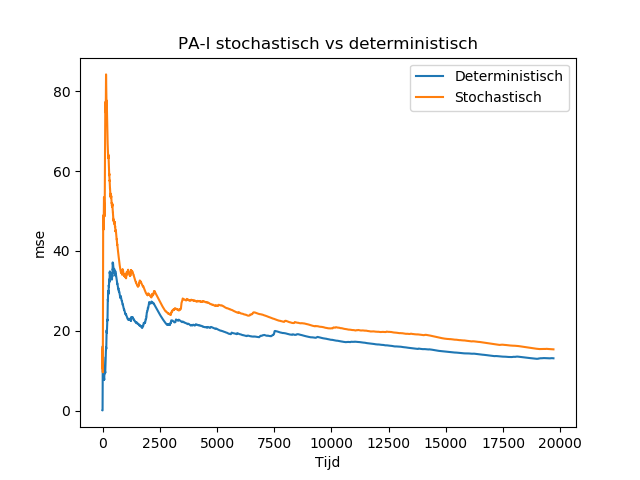 PA-I stochastisch vs deterministisch
Deterministisch
Stochastisch
80
60
40
20
0
mse
0 2500 5000 7500 10000 12500 15000 17500 20000
Tijd